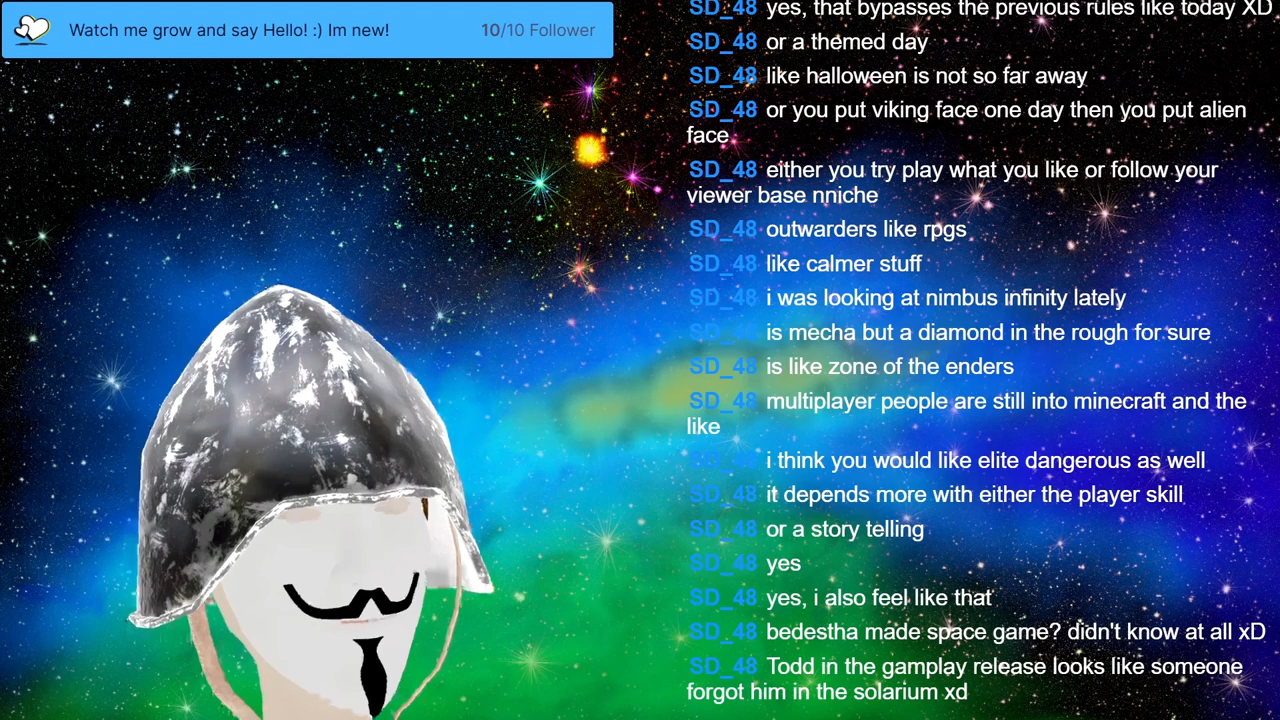 Watch me grow and say Hello! :) Im new! 10/10 Follower
SD_48 yes, that bypasses the previous rules like today XD
SD_48 or a themed day
SD_48 like halloween is not so far away
SD_48 or you put viking face one day then you put alien
face
SD_48 either you try play what you like or follow your
viewer base nniche
SD_48 outwarders like rpgs
SD_48 like calmer stuff
SD_48 i was looking at nimbus infinity lately
SD_48 is mecha but a diamond in the rough for sure
SD_48 is like zone of the enders
SD_48 multiplayer people are still into minecraft and the
like
SD_48 i think you would like elite dangerous as well
SD_48 it depends more with either the player skill
SD_48 or a story telling
SD_48 yes
SD_48 yes, i also feel like that
SD_48 bedestha made space game? didn't know at all xD
SD_48 Todd in the gamplay release looks like someone
forgot him in the solarium xd